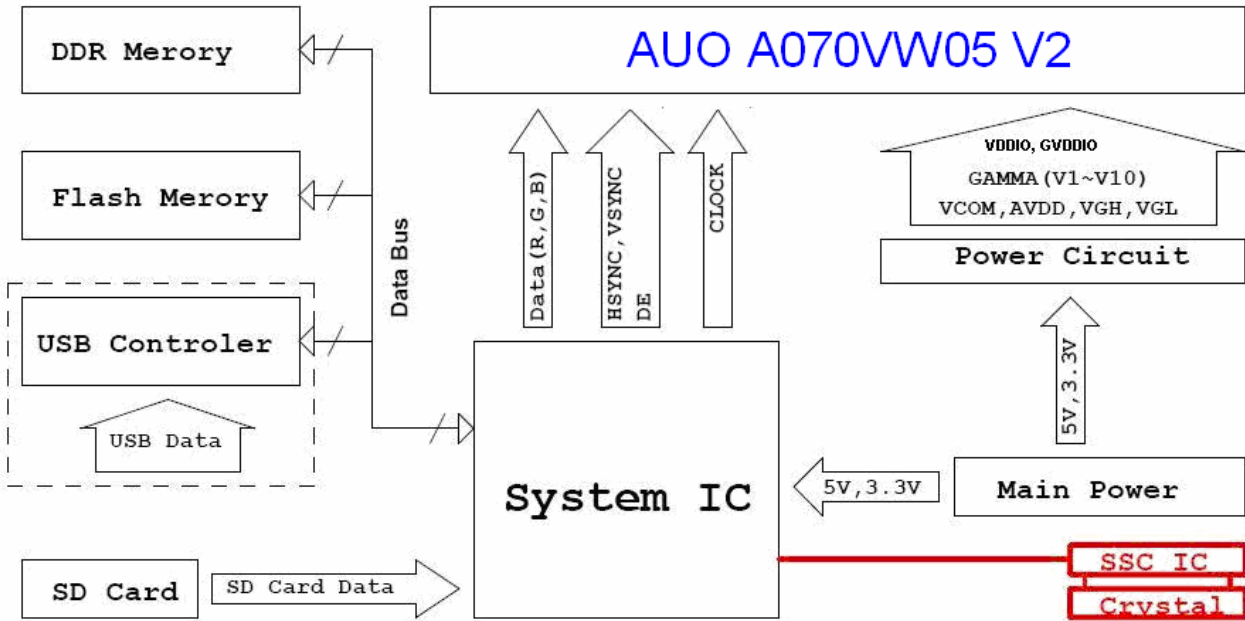 DDR Merory
AUO A070VW05 V2
VDDIO, GVDDIO
GAMMA(V1~V10)
VCOM,AVDD,VGH,VGL
Flash Merory
Data Bus
Data(R,G,B)
HSYNC,VSYNC
DE
CLOCK
Power Circuit
USB Controler
USB Data
5V,3.3V
System IC
5V,3.3V
Main Power
SD Card
SD Card Data
SSC IC
Crystal